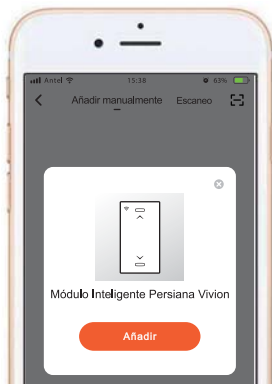 Antel 15:38 63%
Añadir manualmente Escaneo
Módulo Inteligente Persiana Vivion
Añadir